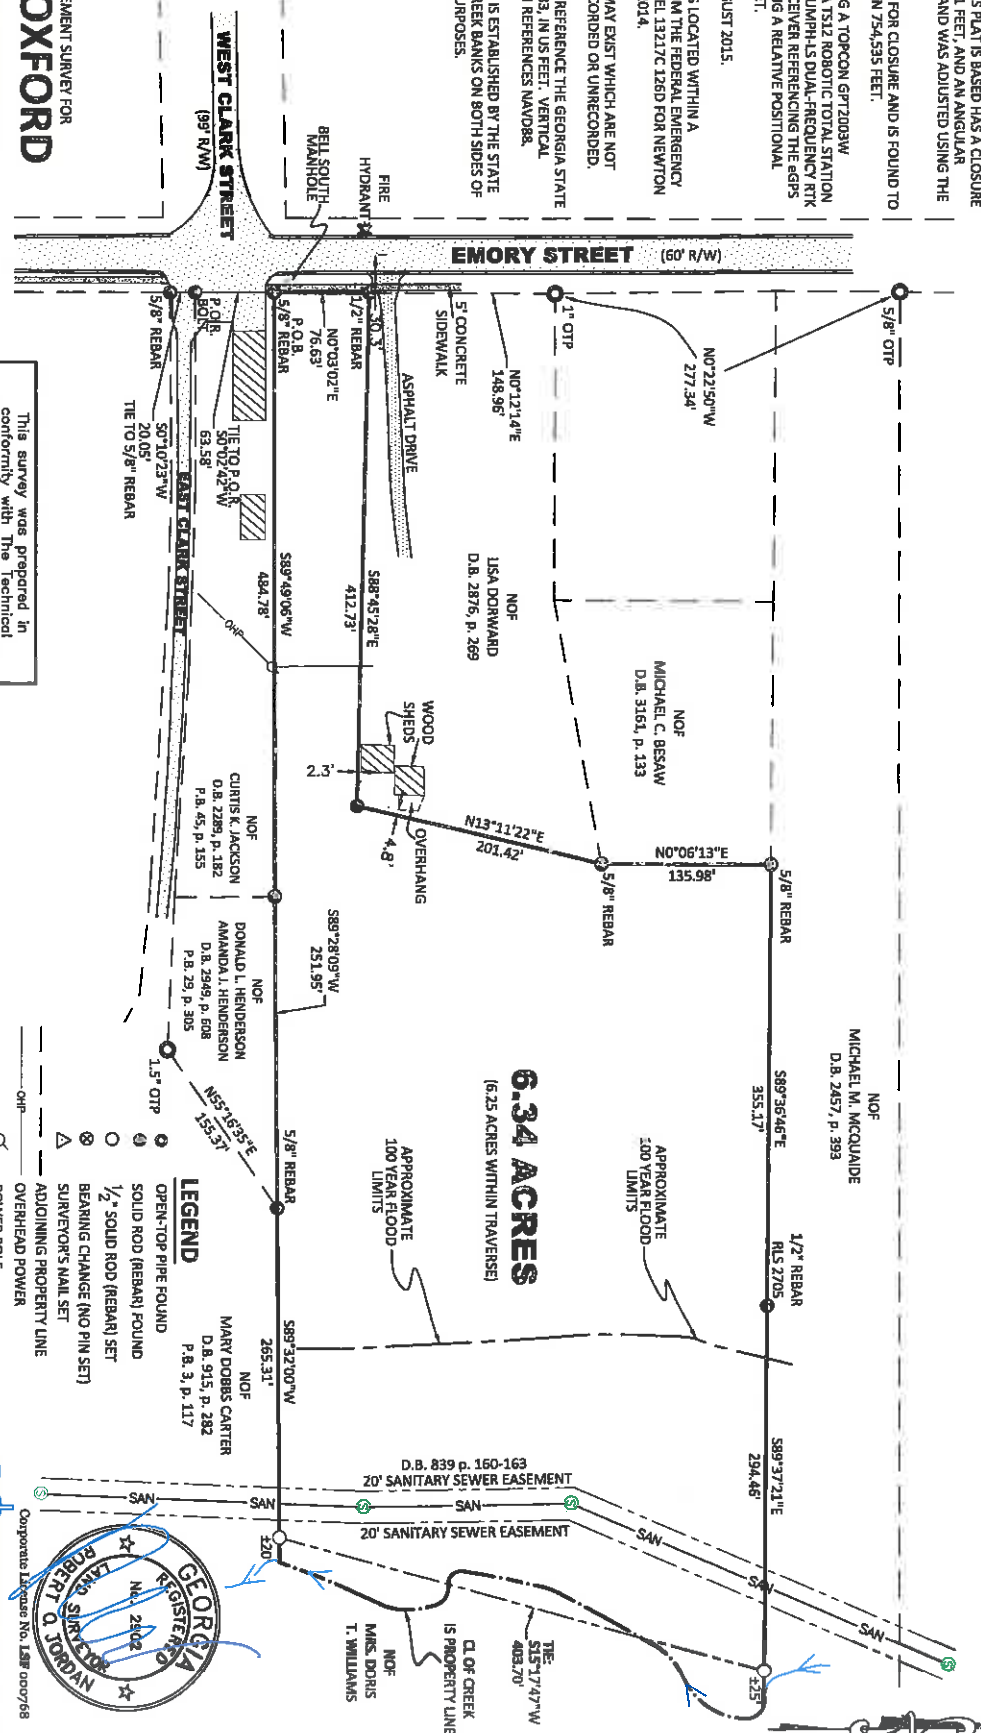 S PLAT IS BASED HAS A CLOSURE
FEET, AND AN ANGULAR
AND WAS ADJUSTED USING THE
FOR CLOSURE AND IS FOUND TO
N 754,535 FEET.
G A TOPCON GPT2003W
A TS12 ROBOTIC TOTAL STATION
UMPH-LS DUAL-FREQUENCY RTK
CEIVER REFERENCING THE eGPS
G A RELATIVE POSITIONAL
ET.
GUST 2015.
S LOCATED WITHIN A
M THE FEDERAL EMERGENCY
EL 13217C 126D FOR NEWTON
2014.
MAY EXIST WHICH ARE NOT
CORDED OR UNRECORDED.
REFERENCE THE GEORGIA STATE
83, IN US FEET. VERTICAL
REFERENCES NAVD88.
IS ESTABLISHED BY THE STATE
REEK BANKS ON BOTH SIDES OF
URPOSES.
EMENT SURVEY FOR
OXFORD
WEST CLARK STREET
(99' R/W)
BELL SOUTH
MANHOLE
FIRE
HYDRANT
EMORY STREET (60' R/W)
5/8" OTP
N0°22'50"W
277.34'
1" OTP
N0°12'14"E
148.96'
5' CONCRETE
SIDEWALK
ASPHALT DRIVE
30.3'
1/2" REBAR
N0°03'02"E
76.63'
P.O.B.
5/8" REBAR
P.O.R.
BOLT
5/8" REBAR
TIE TO P.O.R.
S0°02'42"W
63.58'
S0°10'23"W
20.05'
TIE TO 5/8" REBAR
EAST CLARK STREET
This survey was prepared in
conformity with The Technical
S89°49'06"W
484.78'
OHP
S88°45'28"E
412.73'
NOF
LISA DORWARD
D.B. 2876, p. 269
NOF
MICHAEL C. BESAW
D.B. 3161, p. 133
WOOD
SHEDS
2.3'
4.8'
OVERHANG
N13°11'22"E
201.42'
N0°06'13"E
135.98'
5/8" REBAR
5/8" REBAR
NOF
CURTIS K. JACKSON
D.B. 2289, p. 182
P.B. 45, p. 155
NOF
DONALD L. HENDERSON
AMANDA J. HENDERSON
D.B. 2949, p. 608
P.B. 29, p. 305
S89°28'09"W
251.95'
NOF
MICHAEL M. MCQUAIDE
D.B. 2457, p. 393
S89°36'46"E
355.17'
6.34 ACRES
(6.25 ACRES WITHIN TRAVERSE)
APPROXIMATE
100 YEAR FLOOD
LIMITS
APPROXIMATE
100 YEAR FLOOD
LIMITS
1.5" OTP
N55°16'35"E
155.37'
5/8" REBAR
1/2" REBAR
RLS 2705
LEGEND
OPEN-TOP PIPE FOUND
SOLID ROD (REBAR) FOUND
1/2" SOLID ROD (REBAR) SET
BEARING CHANGE (NO PIN SET)
SURVEYOR'S NAIL SET
ADJOINING PROPERTY LINE
OHP OVERHEAD POWER
POWER POLE
NOF
MARY DOBBS CARTER
D.B. 915, p. 282
P.B. 3, p. 117
S89°32'00"W
265.31'
S89°37'21"E
294.46'
D.B. 839 p. 160-163
20' SANITARY SEWER EASEMENT
20' SANITARY SEWER EASEMENT
SAN
SAN
SAN
SAN
SAN
SAN
S
S
S
S
±20'
±25'
TIE:
S15°17'47"W
403.70'
CL OF CREEK
IS PROPERTY LINE
NOF
MRS. DORIS
T. WILLIAMS
GEORGIA
REGISTERED
No. 2902
LAND SURVEYOR
ROBERT O. JORDAN
Corporate License No. LSF 000768